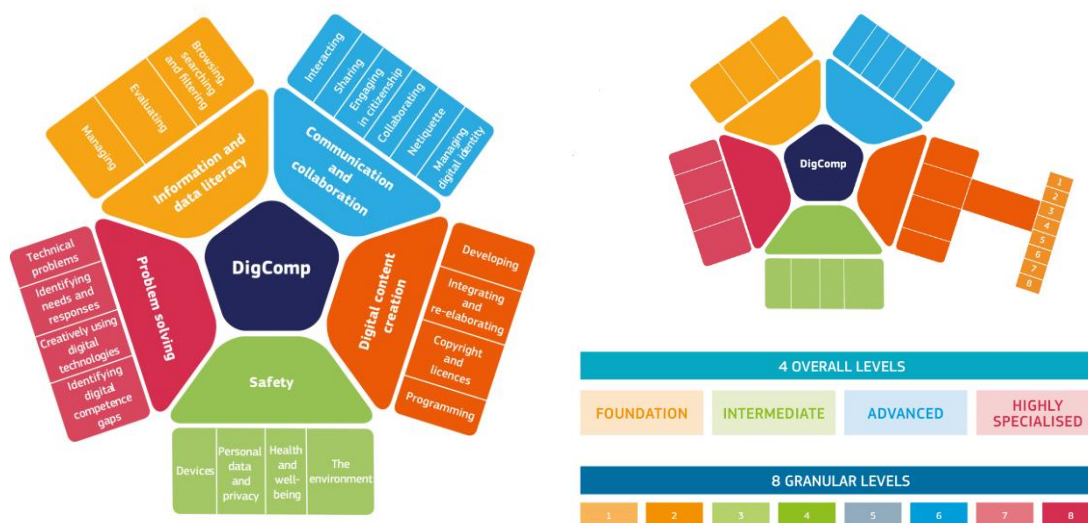 Managing
Evaluating
Browsing,
searching
and filtering
Information and
data literacy
Interacting
Sharing
Engaging
in citizenship
Collaborating
Netiquette
Managing
digital identity
Communication
and
collaboration
DigComp
Technical
problems
Identifying
needs and
responses
Creatively using
digital
technologies
Identifying
digital
competence
gaps
Problem solving
Digital content
creation
Developing
Integrating
and
re-elaborating
Copyright
and
licences
Programming
Safety
Devices
Personal
data and
privacy
Health
and
well-
being
The
environment
DigComp
1
2
3
4
5
6
7
8
4 OVERALL LEVELS
FOUNDATION
INTERMEDIATE
ADVANCED
HIGHLY
SPECIALISED
8 GRANULAR LEVELS
1
2
3
4
5
6
7
8